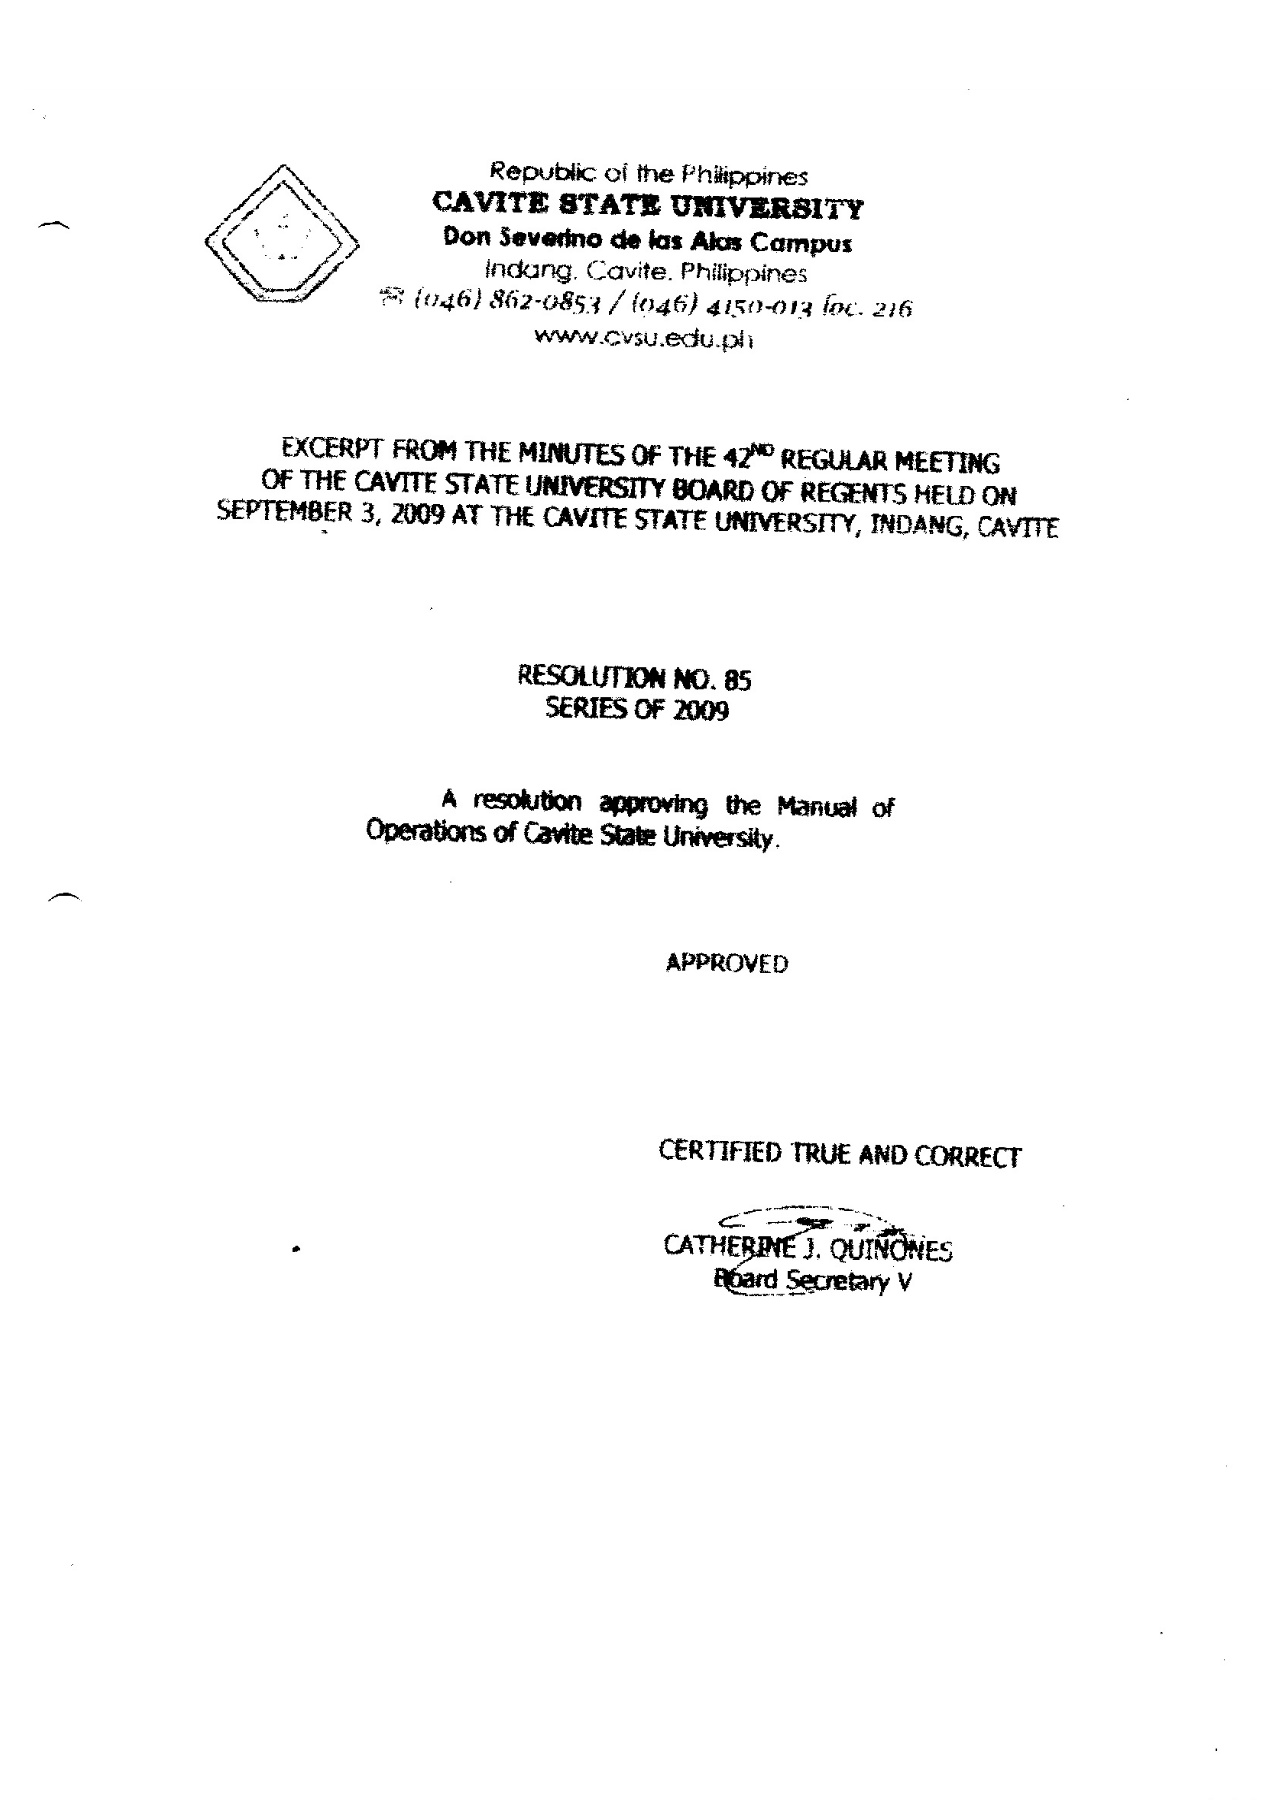 Republic of the Philippines
CAVITE STATE UNIVERSITY
Don Severino de las Alas Campus
Indang, Cavite, Philippines
☏ (046) 862-0853 / (046) 4150-013 loc. 216
www.cvsu.edu.ph
EXCERPT FROM THE MINUTES OF THE 42ND REGULAR MEETING
OF THE CAVITE STATE UNIVERSITY BOARD OF REGENTS HELD ON
SEPTEMBER 3, 2009 AT THE CAVITE STATE UNIVERSITY, INDANG, CAVITE
RESOLUTION NO. 85
SERIES OF 2009
A resolution approving the Manual of
Operations of Cavite State University.
APPROVED
CERTIFIED TRUE AND CORRECT
CATHERINE J. QUIÑONES
Board Secretary V